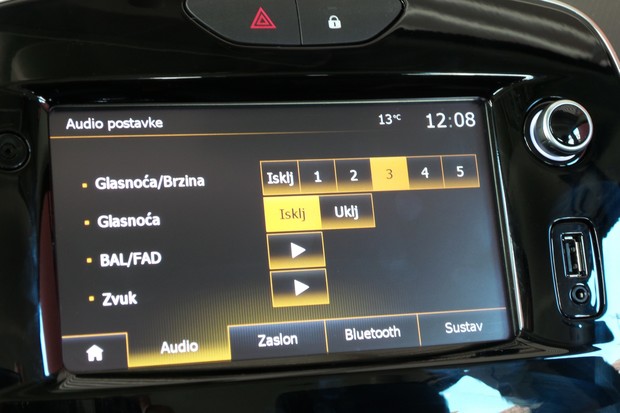 Audio postavke 13°C 12:08
Glasnoća/Brzina Isklj 1 2 3 4 5
Glasnoća Isklj Uklj
BAL/FAD
Zvuk
Audio Zaslon Bluetooth Sustav